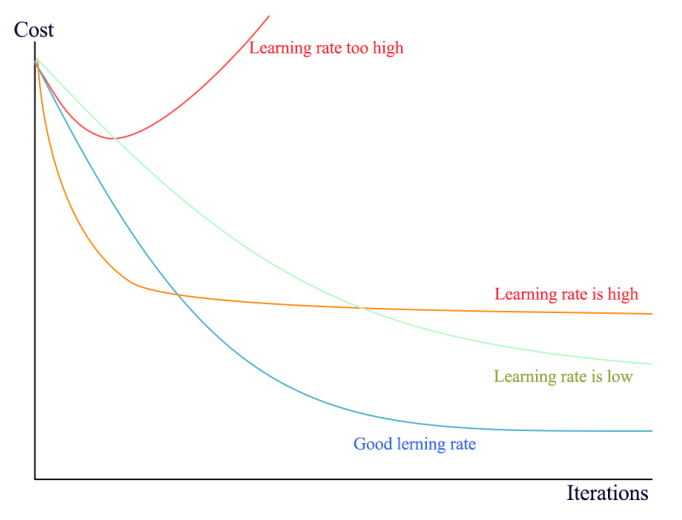 Cost
Learning rate too high
Learning rate is high
Learning rate is low
Good lerning rate
Iterations